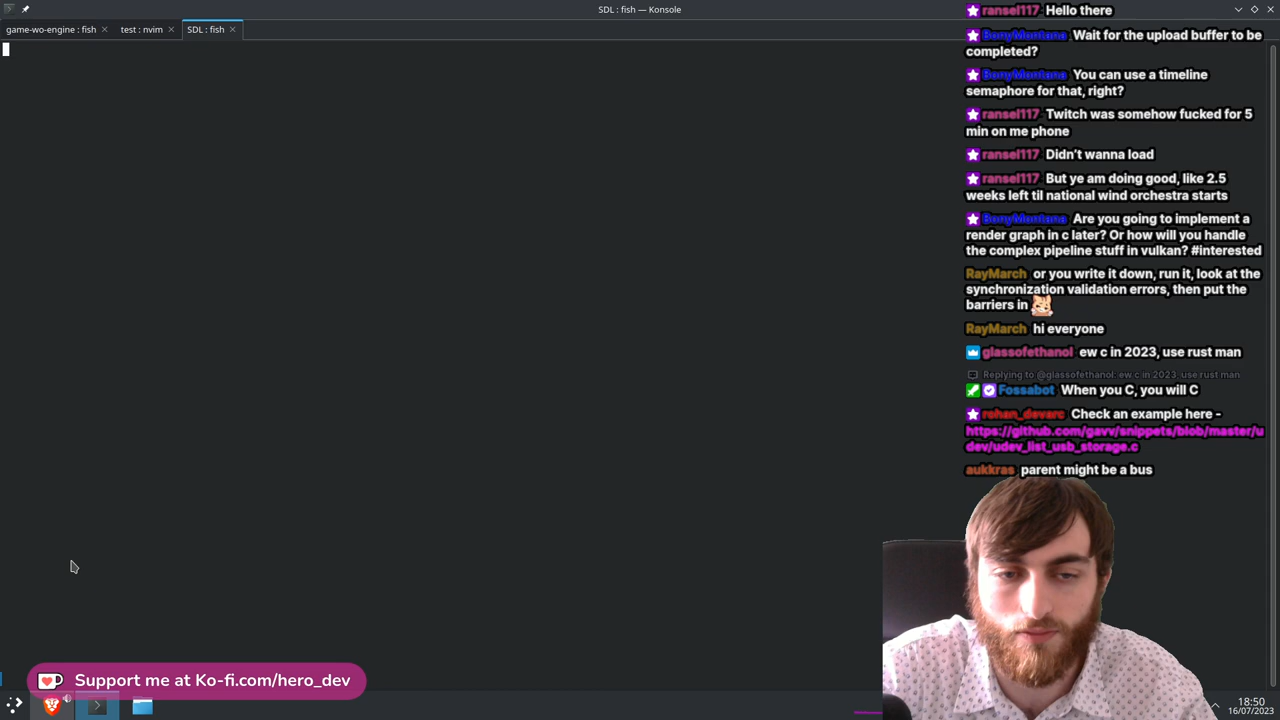 SDL : fish — Konsole
game-wo-engine : fish
test : nvim
SDL : fish
ransel117 Hello there
BonyMontana Wait for the upload buffer to be
completed?
BonyMontana You can use a timeline
semaphore for that, right?
ransel117 Twitch was somehow fucked for 5
min on me phone
ransel117 Didn't wanna load
ransel117 But ye am doing good, like 2.5
weeks left til national wind orchestra starts
BonyMontana Are you going to implement a
render graph in c later? Or how will you handle
the complex pipeline stuff in vulkan? #interested
RayMarch or you write it down, run it, look at the
synchronization validation errors, then put the
barriers in
RayMarch hi everyone
glassofethanol ew c in 2023, use rust man
Replying to @glassofethanol: ew c in 2023, use rust man
Fossabot When you C, you will C
rohan_devarc Check an example here -
https://github.com/gavv/snippets/blob/master/u
dev/udev_list_usb_storage.c
aukkras parent might be a bus
Support me at Ko-fi.com/hero_dev
18:50
16/07/2023